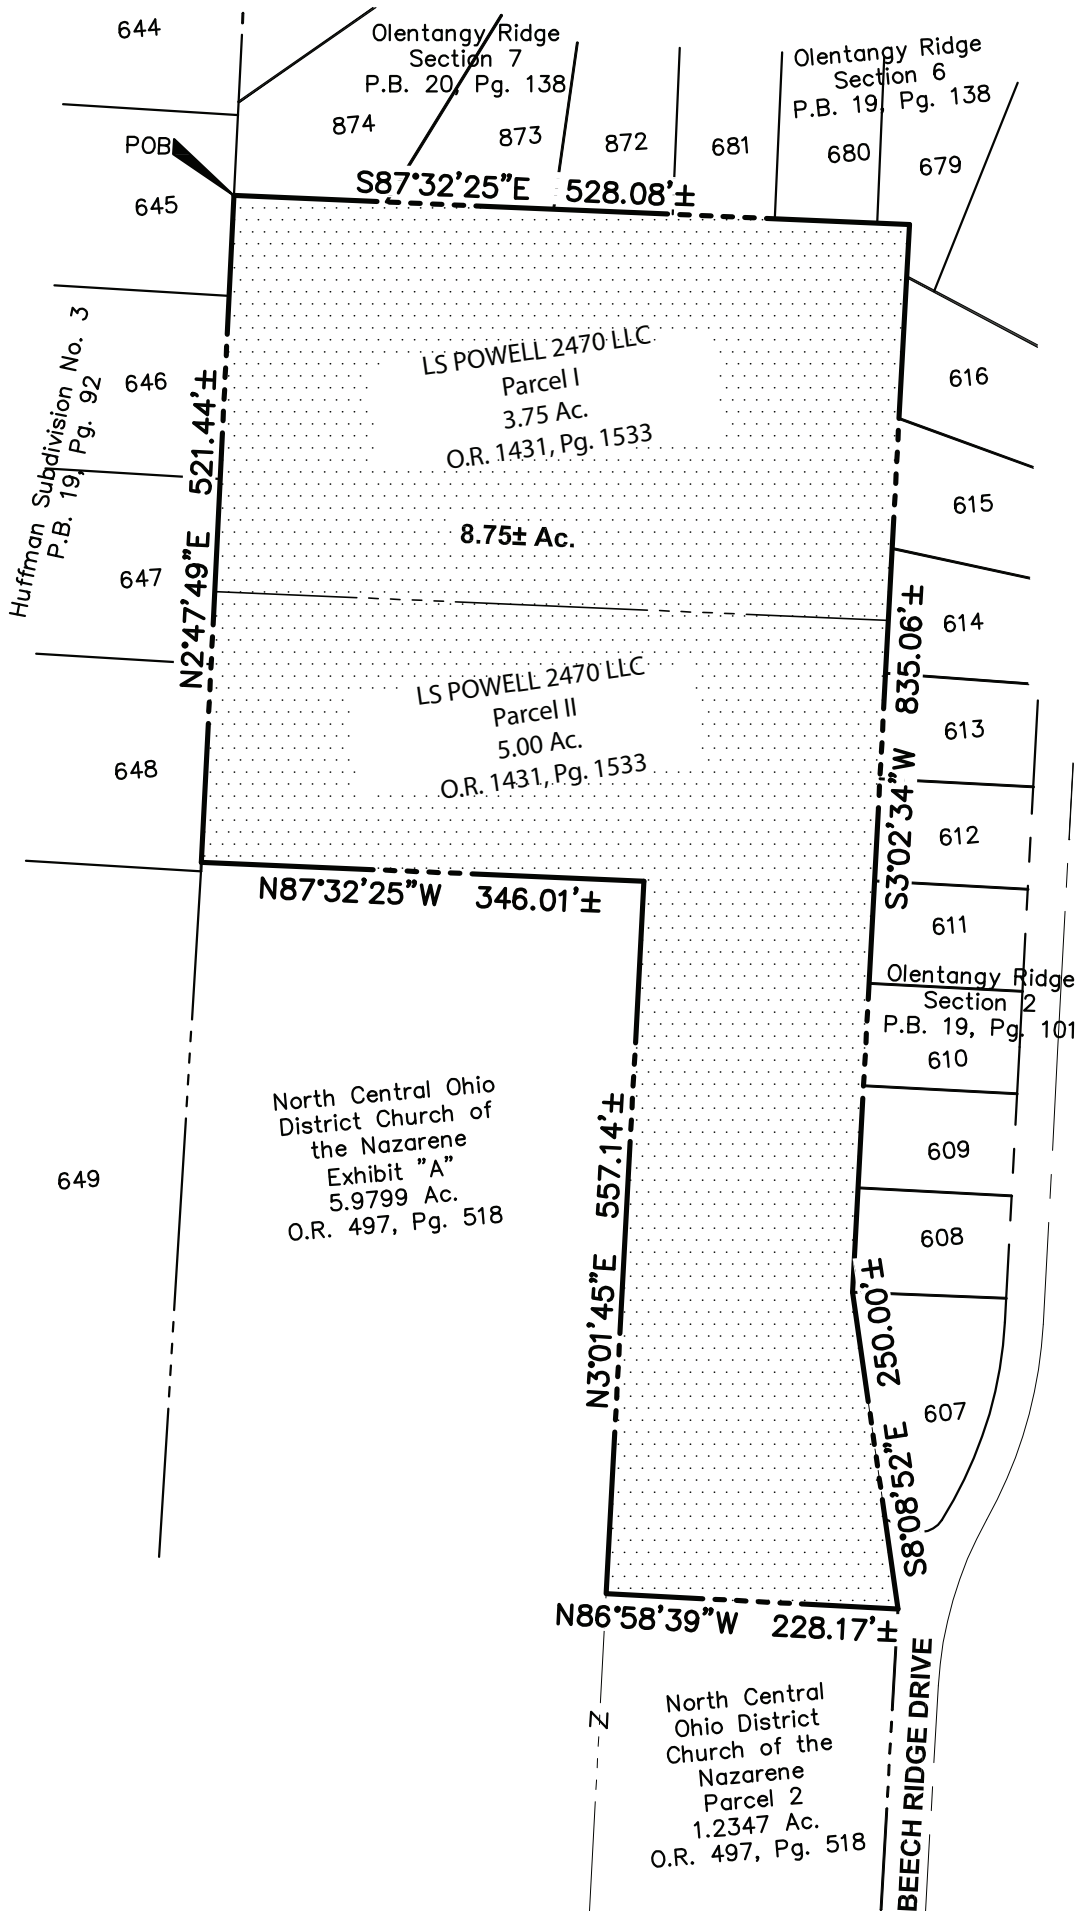 644
Olentangy Ridge
Section 7
P.B. 20, Pg. 138
Olentangy Ridge
Section 6
P.B. 19, Pg. 138
874
873
872
681
680
679
POB
645
S87°32'25"E 528.08'±
Huffman Subdivision No. 3
P.B. 19, Pg. 92
646
N2°47'49"E 521.44'±
LS POWELL 2470 LLC
Parcel I
3.75 Ac.
O.R. 1431, Pg. 1533
616
615
8.75± Ac.
647
614
S3°02'34"W 835.06'±
LS POWELL 2470 LLC
Parcel II
5.00 Ac.
O.R. 1431, Pg. 1533
613
648
612
N87°32'25"W 346.01'±
611
Olentangy Ridge
Section 2
P.B. 19, Pg. 101
610
North Central Ohio
District Church of
the Nazarene
Exhibit "A"
5.9799 Ac.
O.R. 497, Pg. 518
649
N3°01'45"E 557.14'±
609
608
S8°08'52"E 250.00'±
607
N86°58'39"W 228.17'±
North Central
Ohio District
Church of the
Nazarene
Parcel 2
1.2347 Ac.
O.R. 497, Pg. 518
Z
BEECH RIDGE DRIVE